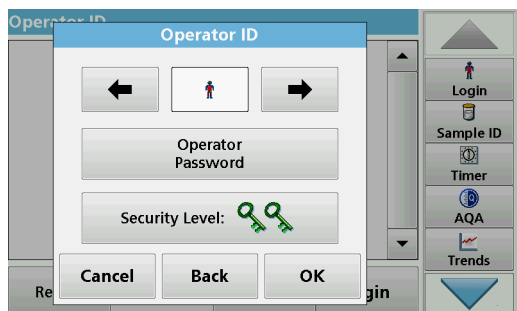 Operator ID
Operator ID
Login
Sample ID
Timer
AQA
Trends
Operator
Password
Security Level:
Cancel
Back
OK